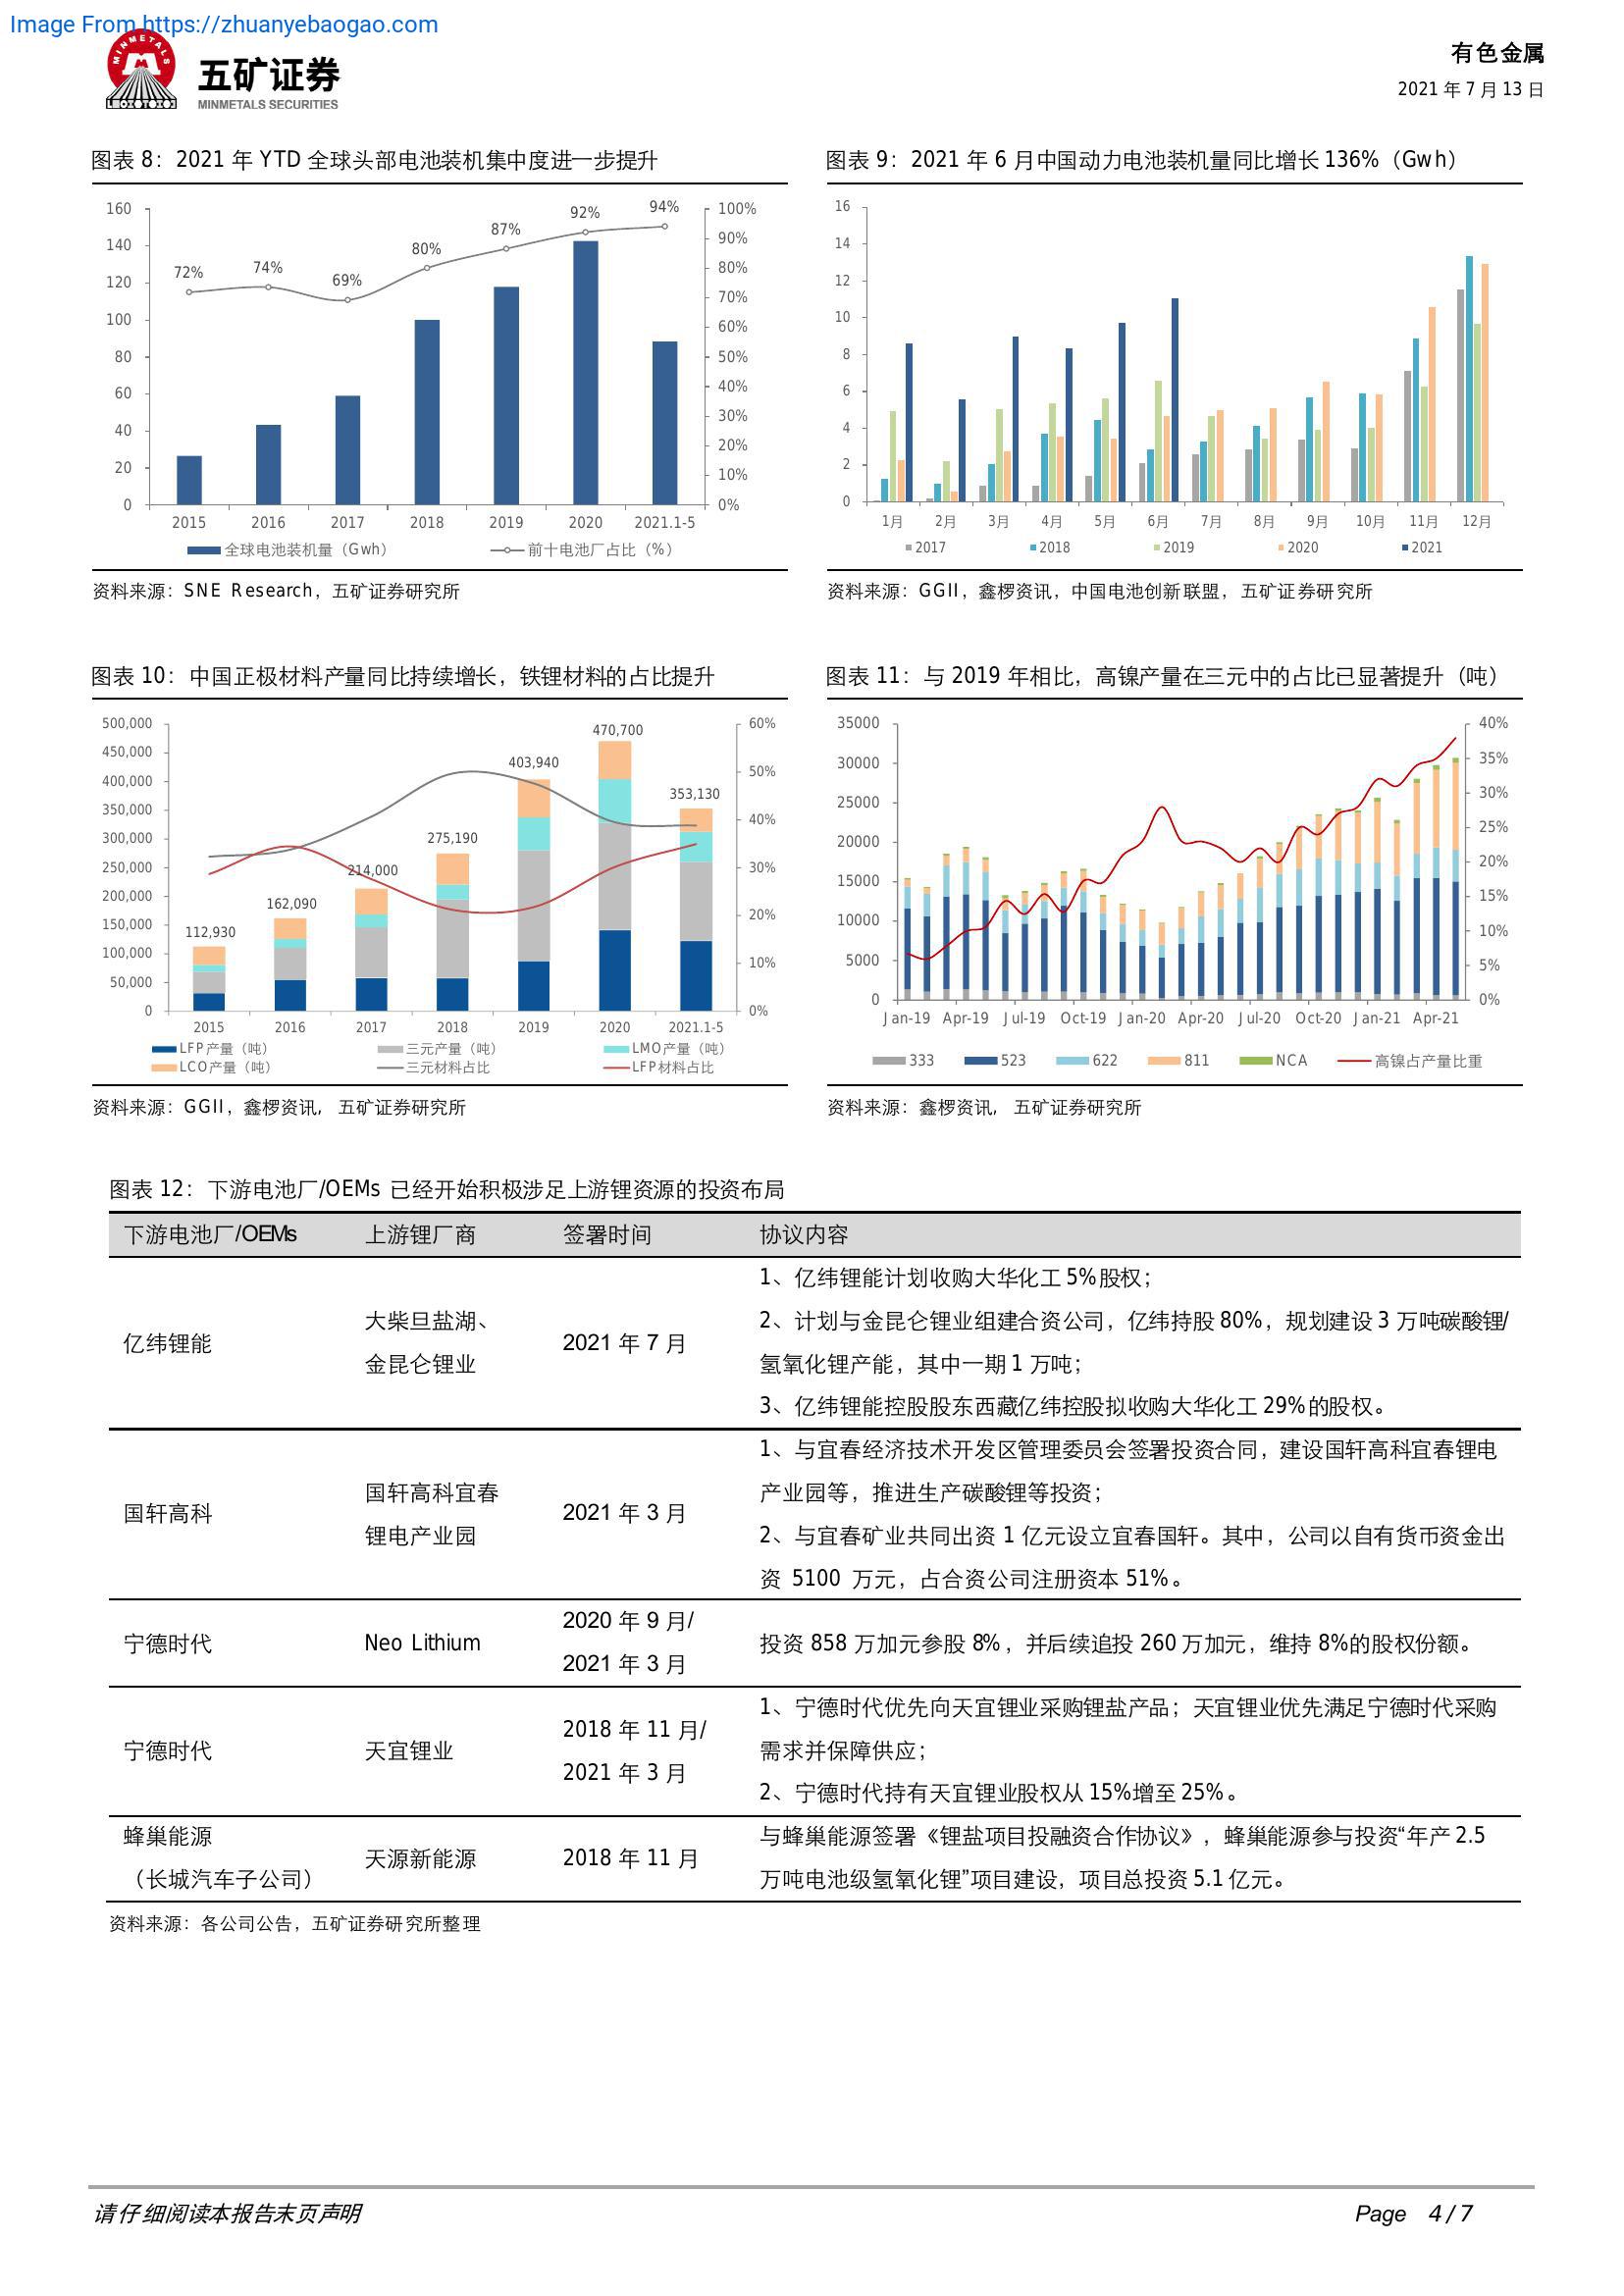 Image From https://zhuanyebaogao.com
MINMETALS
五矿证券
MINMETALS SECURITIES
有色金属
2021 年 7 月 13 日
图表 8：2021 年 YTD 全球头部电池装机集中度进一步提升
160
140
120
100
80
60
40
20
0
100%
90%
80%
70%
60%
50%
40%
30%
20%
10%
0%
72%
74%
69%
80%
87%
92%
94%
2015 2016 2017 2018 2019 2020 2021.1-5
全球电池装机量（Gwh） 前十电池厂占比（%）
资料来源：SNE Research，五矿证券研究所
图表 9：2021 年 6 月中国动力电池装机量同比增长 136%（Gwh）
16
14
12
10
8
6
4
2
0
1月 2月 3月 4月 5月 6月 7月 8月 9月 10月 11月 12月
2017 2018 2019 2020 2021
资料来源：GGII，鑫椤资讯，中国电池创新联盟，五矿证券研究所
图表 10：中国正极材料产量同比持续增长，铁锂材料的占比提升
500,000
450,000
400,000
350,000
300,000
250,000
200,000
150,000
100,000
50,000
0
60%
50%
40%
30%
20%
10%
0%
112,930
162,090
214,000
275,190
403,940
470,700
353,130
2015 2016 2017 2018 2019 2020 2021.1-5
LFP产量（吨） 三元产量（吨） LMO产量（吨）
LCO产量（吨） 三元材料占比 LFP材料占比
资料来源：GGII，鑫椤资讯, 五矿证券研究所
图表 11：与 2019 年相比，高镍产量在三元中的占比已显著提升（吨）
35000
30000
25000
20000
15000
10000
5000
0
40%
35%
30%
25%
20%
15%
10%
5%
0%
Jan-19 Apr-19 Jul-19 Oct-19 Jan-20 Apr-20 Jul-20 Oct-20 Jan-21 Apr-21
333 523 622 811 NCA 高镍占产量比重
资料来源：鑫椤资讯, 五矿证券研究所
图表 12：下游电池厂/OEMs 已经开始积极涉足上游锂资源的投资布局
下游电池厂/OEMs 上游锂厂商 签署时间 协议内容
亿纬锂能
大柴旦盐湖、
金昆仑锂业
2021 年 7 月
1、亿纬锂能计划收购大华化工 5%股权；
2、计划与金昆仑锂业组建合资公司，亿纬持股 80%，规划建设 3 万吨碳酸锂/
氢氧化锂产能，其中一期 1 万吨；
3、亿纬锂能控股股东西藏亿纬控股拟收购大华化工 29%的股权。
国轩高科
国轩高科宜春
锂电产业园
2021 年 3 月
1、与宜春经济技术开发区管理委员会签署投资合同，建设国轩高科宜春锂电
产业园等，推进生产碳酸锂等投资；
2、与宜春矿业共同出资 1 亿元设立宜春国轩。其中，公司以自有货币资金出
资 5100 万元，占合资公司注册资本 51%。
宁德时代
Neo Lithium
2020 年 9 月/
2021 年 3 月
投资 858 万加元参股 8%，并后续追投 260 万加元，维持 8%的股权份额。
宁德时代
天宜锂业
2018 年 11 月/
2021 年 3 月
1、宁德时代优先向天宜锂业采购锂盐产品；天宜锂业优先满足宁德时代采购
需求并保障供应；
2、宁德时代持有天宜锂业股权从 15%增至 25%。
蜂巢能源
（长城汽车子公司）
天源新能源
2018 年 11 月
与蜂巢能源签署《锂盐项目投融资合作协议》，蜂巢能源参与投资“年产 2.5
万吨电池级氢氧化锂”项目建设，项目总投资 5.1 亿元。
资料来源：各公司公告，五矿证券研究所整理
请仔细阅读本报告末页声明
Page 4 / 7